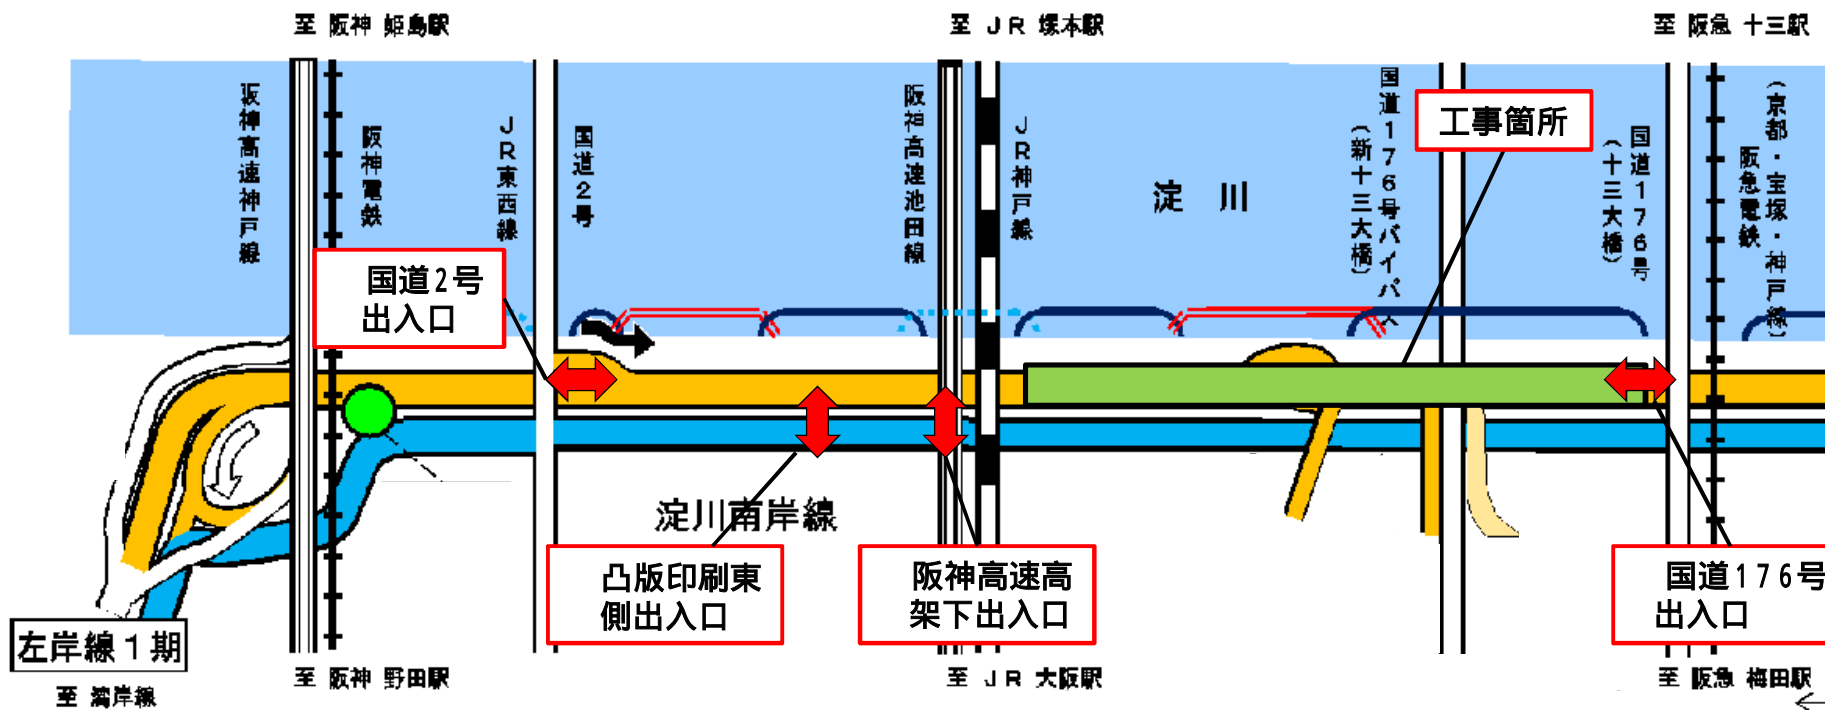 至 阪神 姫島駅
至 ＪＲ 塚本駅
至 阪急 十三駅
阪神高速神戸線
阪神電鉄
ＪＲ東西線
国道２号
阪神高速池田線
ＪＲ神戸線
淀 川
国道１７６号バイパス
（新十三大橋）
工事箇所
国道１７６号
（十三大橋）
阪急電鉄
（京都・宝塚・神戸線）
国道2号
出入口
淀川南岸線
凸版印刷東
側出入口
阪神高速高
架下出入口
国道176号
出入口
左岸線１期
至 湾岸線
至 阪神 野田駅
至 ＪＲ 大阪駅
至 阪急 梅田駅